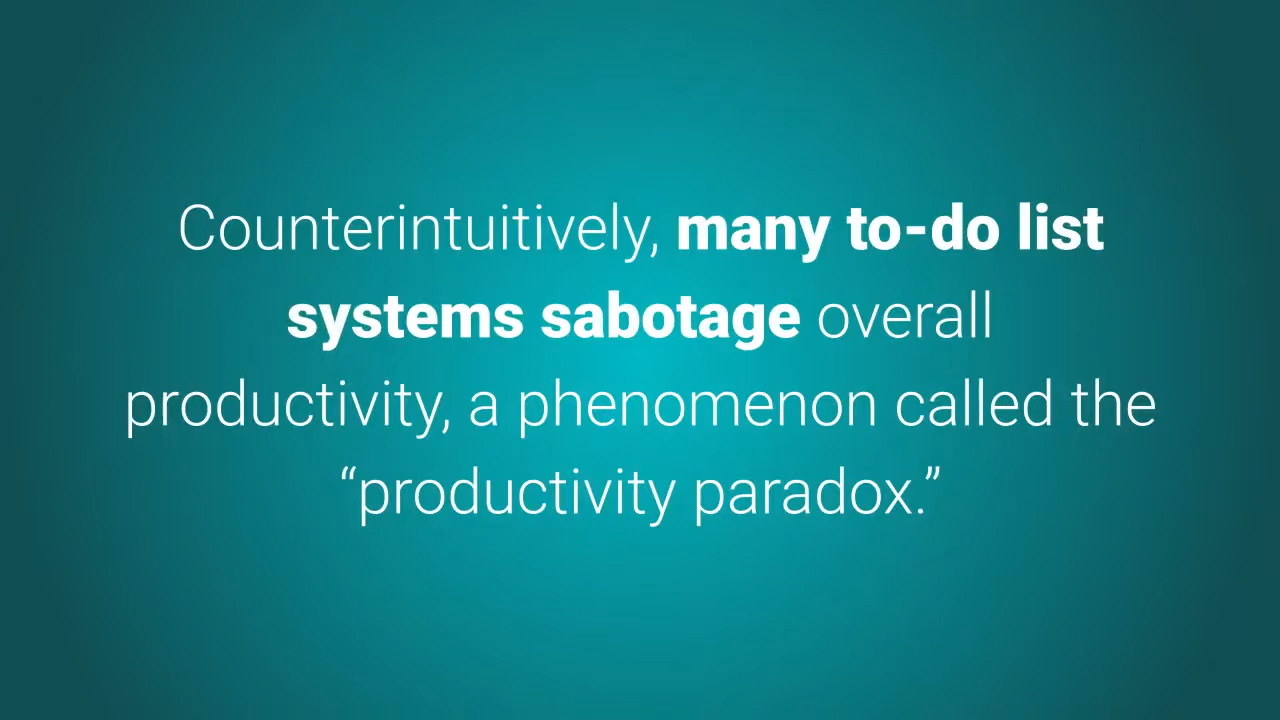 Counterintuitively, many to-do list
systems sabotage overall
productivity, a phenomenon called the
“productivity paradox.”